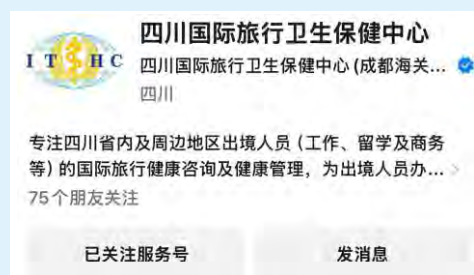 四川国际旅行卫生保健中心
ITHC
四川国际旅行卫生保健中心(成都海关...
四川
专注四川省内及周边地区出境人员（工作、留学及商务
等）的国际旅行健康咨询及健康管理，为出境人员办...
75个朋友关注
已关注服务号
发消息